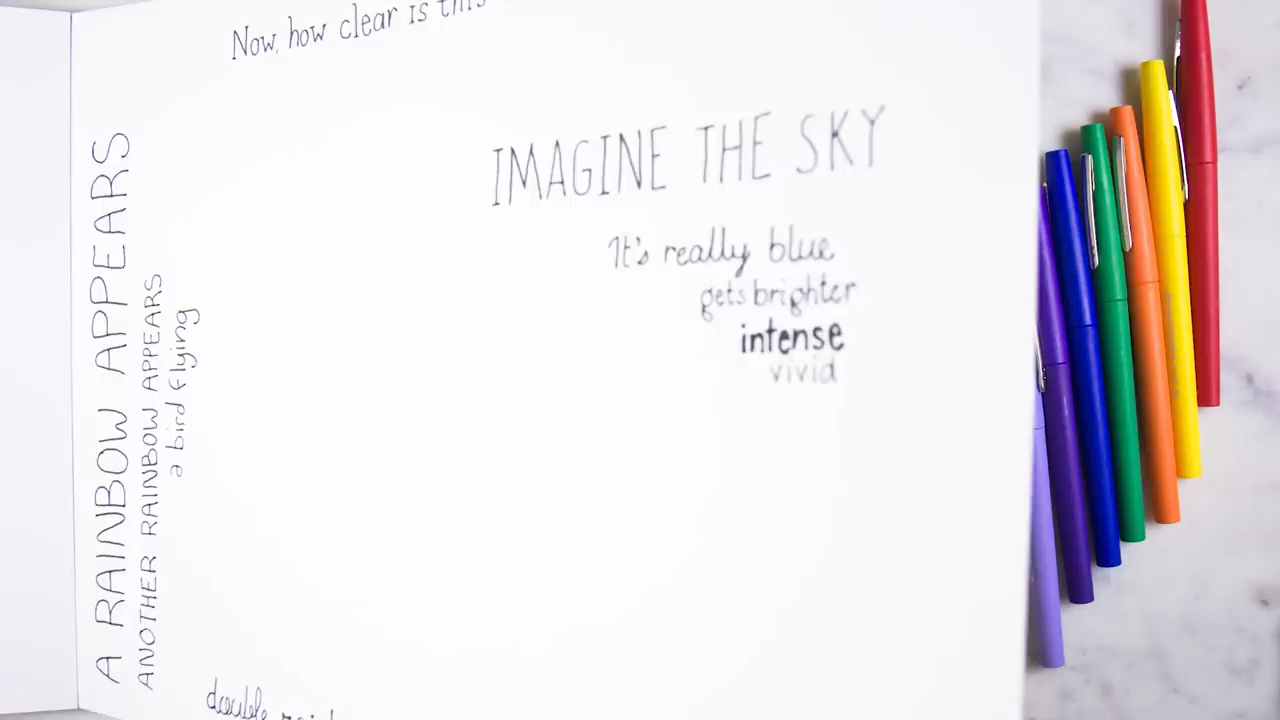 Now, how clear is this
IMAGINE THE SKY
It's really blue
gets brighter
intense
vivid
A RAINBOW APPEARS
ANOTHER RAINBOW APPEARS
a bird flying
double